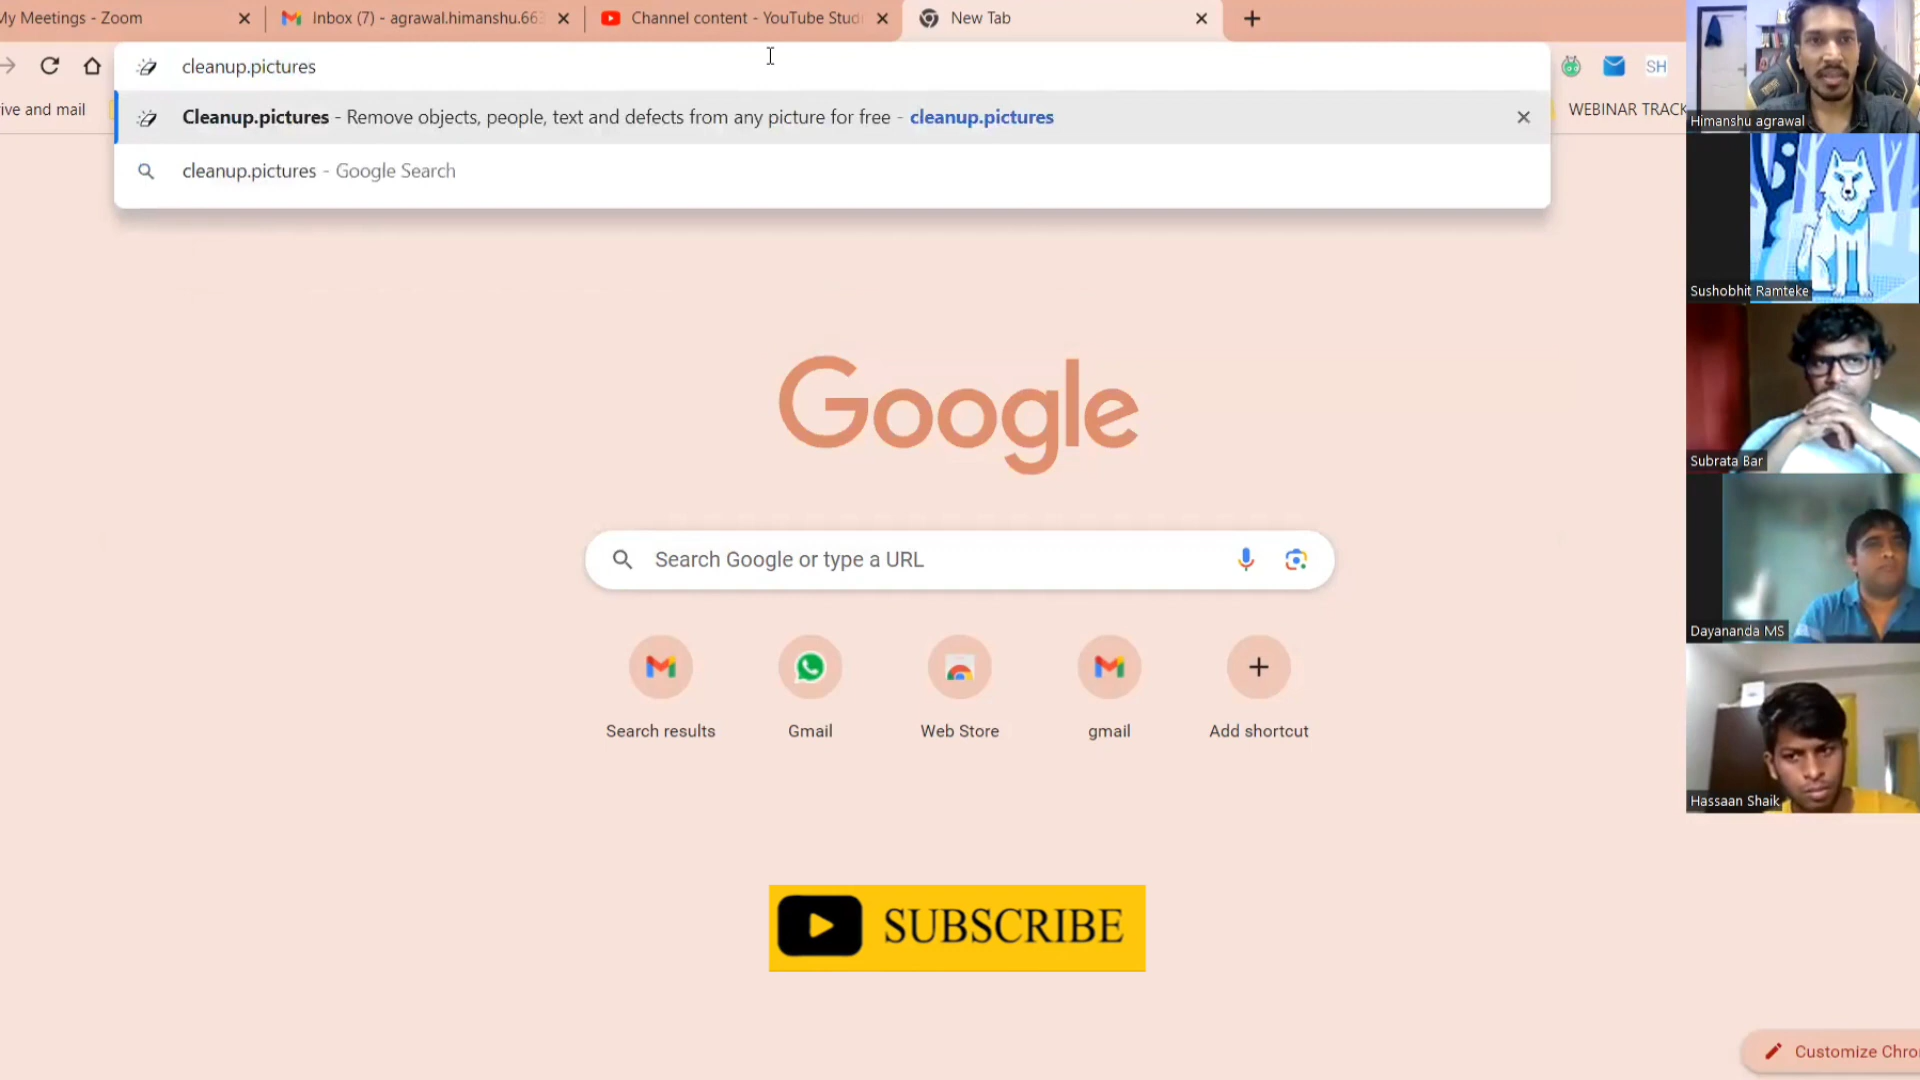 My Meetings - Zoom
Inbox (7) - agrawal.himanshu.663
Channel content - YouTube Stud
New Tab
cleanup.pictures
Cleanup.pictures - Remove objects, people, text and defects from any picture for free - cleanup.pictures
cleanup.pictures - Google Search
SH
ive and mail
WEBINAR TRACK
Himanshu agrawal
Sushobhit Ramteke
Subrata Bar
Dayananda MS
Hassaan Shaik
Google
Search Google or type a URL
Search results
Gmail
Web Store
gmail
Add shortcut
SUBSCRIBE
Customize Chro